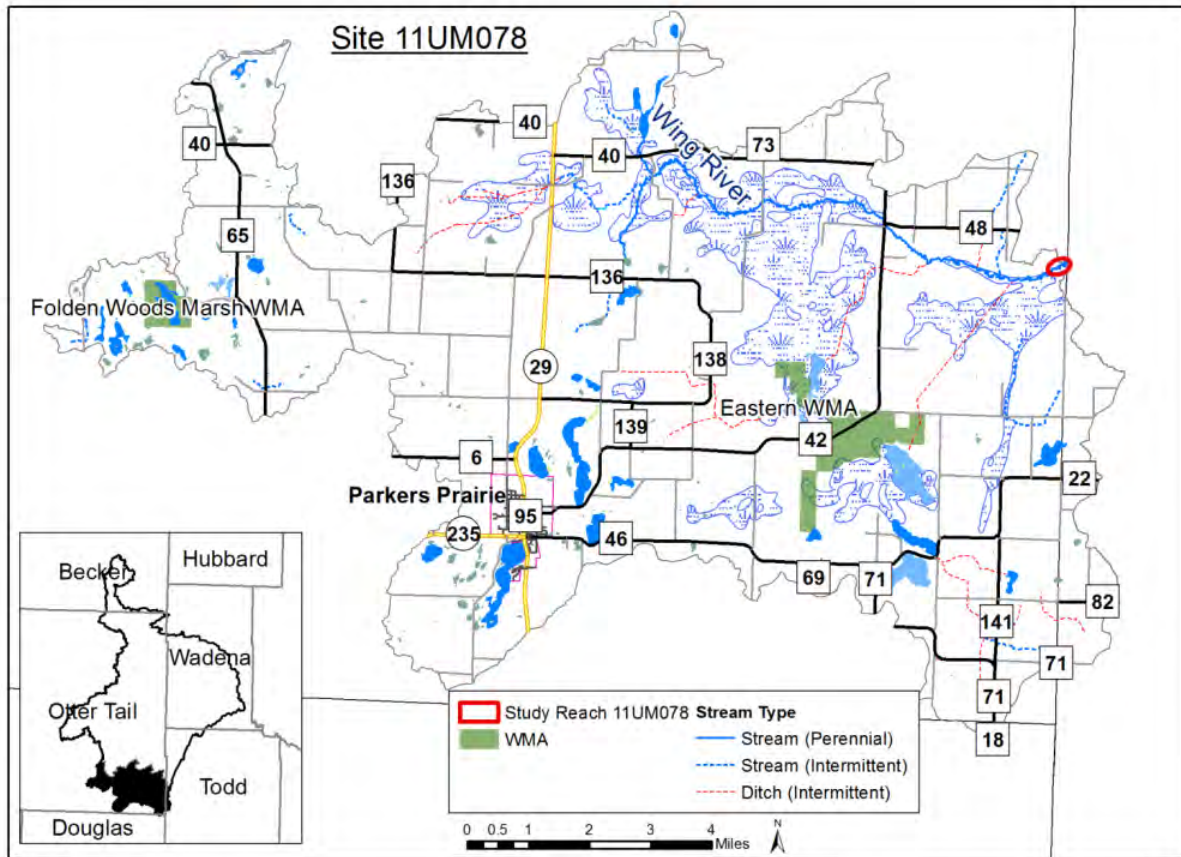 Site 11UM078
40
40
40
73
Wing River
136
65
48
136
Folden Woods Marsh WMA
29
138
Eastern WMA
139
42
6
22
Parkers Prairie
95
235
46
69
71
82
141
71
71
18
Hubbard
Becker
Wadena
Otter Tail
Todd
Douglas
Study Reach 11UM078
WMA
Stream Type
Stream (Perennial)
Stream (Intermittent)
Ditch (Intermittent)
0 0.5 1 2 3 4
Miles
N